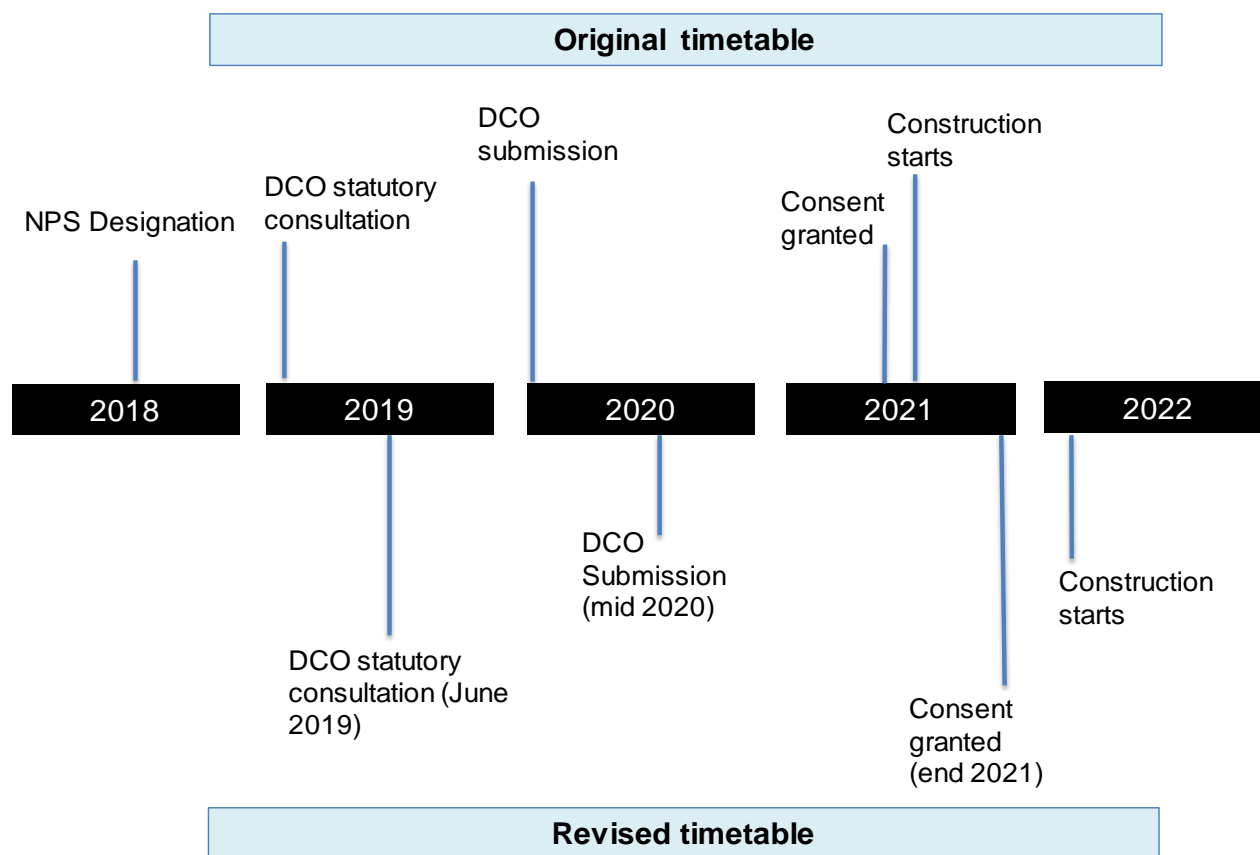 Original timetable
DCO
submission
Construction
starts
DCO statutory
consultation
Consent
granted
NPS Designation
2018
2019
2020
2021
2022
DCO
Submission
(mid 2020)
Construction
starts
DCO statutory
consultation (June
2019)
Consent
granted
(end 2021)
Revised timetable